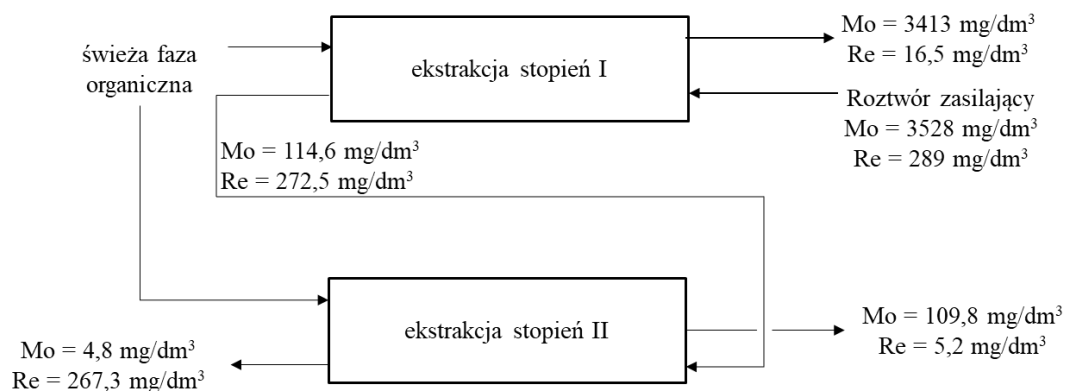 świeża faza
organiczna
ekstrakcja stopień I
Mo = 3413 mg/dm³
Re = 16,5 mg/dm³
Roztwór zasilający
Mo = 3528 mg/dm³
Re = 289 mg/dm³
Mo = 114,6 mg/dm³
Re = 272,5 mg/dm³
ekstrakcja stopień II
Mo = 109,8 mg/dm³
Re = 5,2 mg/dm³
Mo = 4,8 mg/dm³
Re = 267,3 mg/dm³